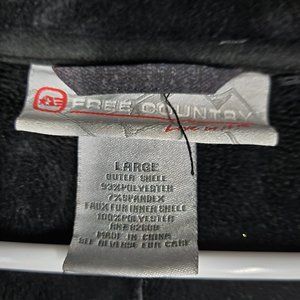 FREE COUNTRY
LARGE
OUTER SHELL
93%POLYESTER
7%SPANDEX
FAUX FUR INNER SHELL
100%POLYESTER
MADE IN CHINA
SEE REVERSE FOR CARE